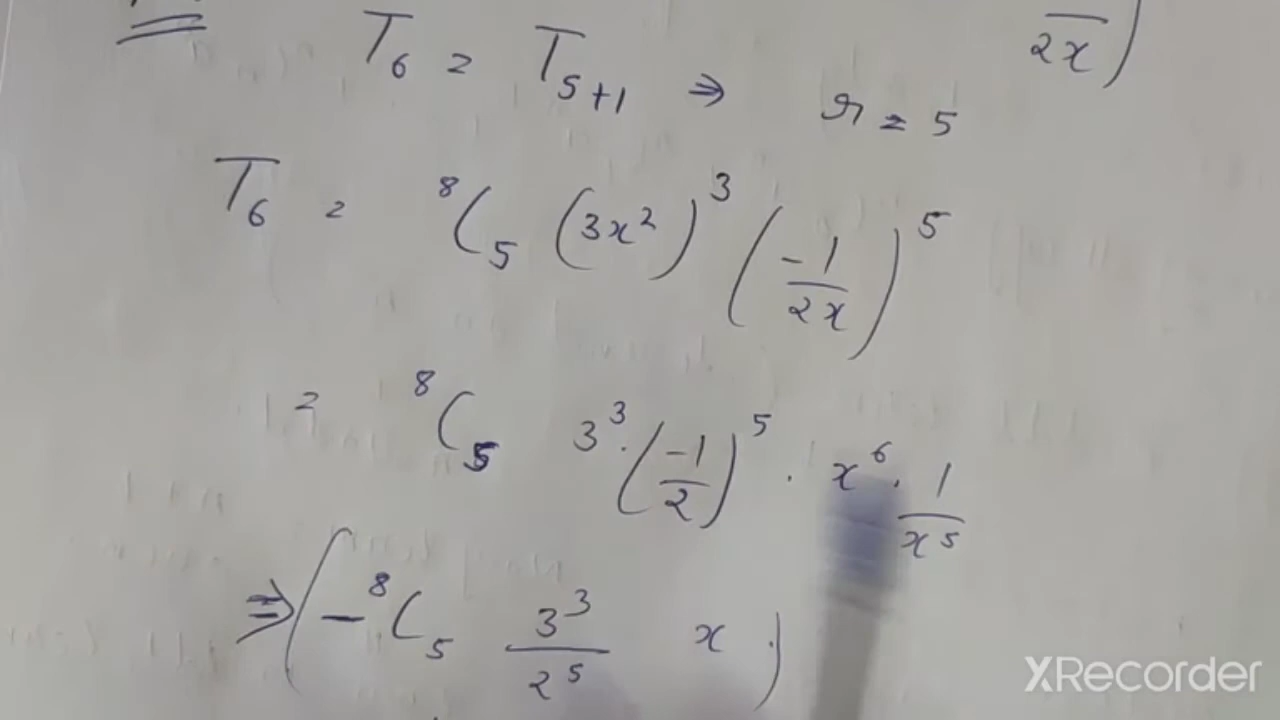 2x)
T₆ = T₅₊₁ ⇒ r = 5
T₆ = ⁸C₅ (3x²)³ (-1/2x)⁵
= ⁸C₅ 3³ · (-1/2)⁵ · x⁶ · 1/x⁵
⇒ (-⁸C₅ 3³/2⁵ x ·)
XRecorder